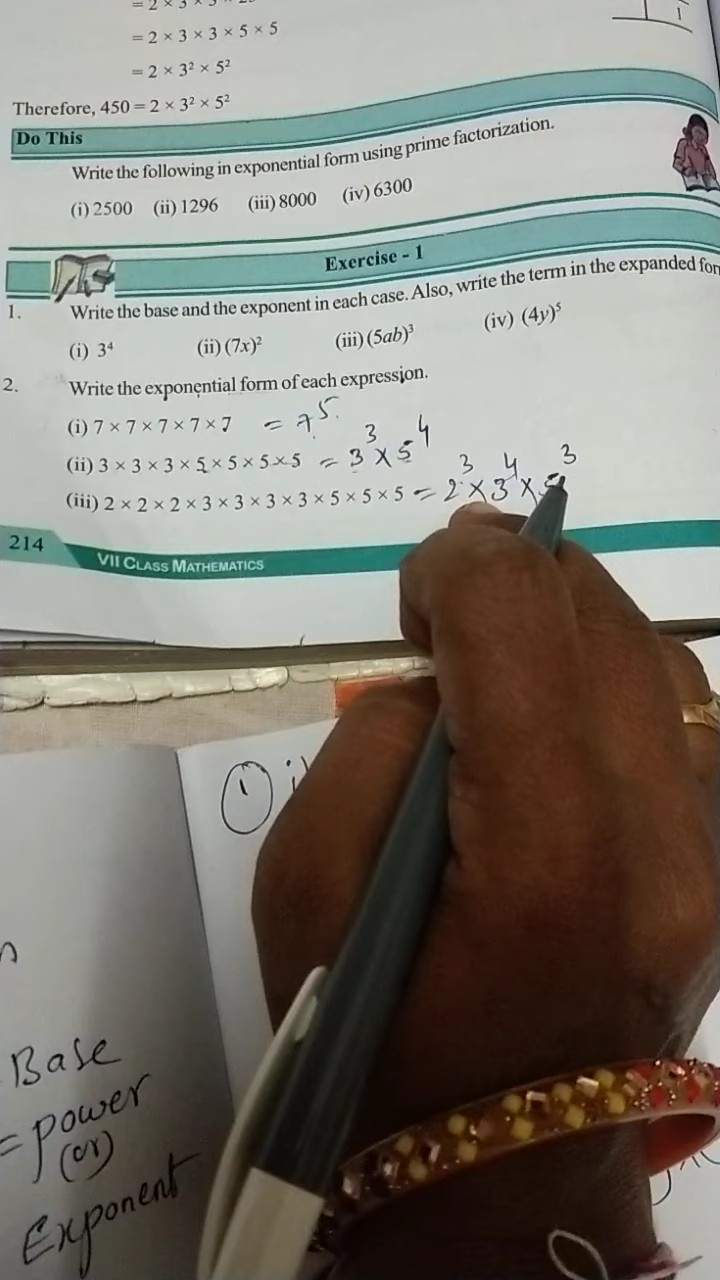 = 2 × 3 × 3 × 5 × 5
= 2 × 3² × 5²
Therefore, 450 = 2 × 3² × 5²
1
Do This
Write the following in exponential form using prime factorization.
(i) 2500 (ii) 1296 (iii) 8000 (iv) 6300
Exercise - 1
1. Write the base and the exponent in each case. Also, write the term in the expanded
(i) 3⁴ (ii) (7x)² (iii) (5ab)³ (iv) (4y)⁵
2. Write the exponential form of each expression.
(i) 7 × 7 × 7 × 7 × 7 = 7⁵.
(ii) 3 × 3 × 3 × 5 × 5 × 5 × 5 = 3³ × 5⁴
(iii) 2 × 2 × 2 × 3 × 3 × 3 × 3 × 5 × 5 × 5 = 2³ × 3⁴ × 5³
214 VII CLASS MATHEMATICS
① i)
Base
= power
(or)
Exponent